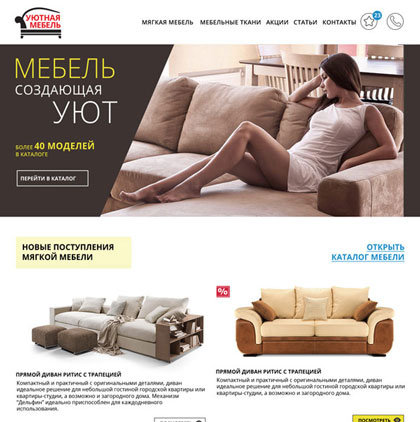 УЮТНАЯ
МЕБЕЛЬ
МЯГКАЯ МЕБЕЛЬ МЕБЕЛЬНЫЕ ТКАНИ АКЦИИ СТАТЬИ КОНТАКТЫ
23
МЕБЕЛЬ
СОЗДАЮЩАЯ
УЮТ
БОЛЕЕ 40 МОДЕЛЕЙ
В КАТАЛОГЕ
ПЕРЕЙТИ В КАТАЛОГ
НОВЫЕ ПОСТУПЛЕНИЯ
МЯГКОЙ МЕБЕЛИ
ОТКРЫТЬ
КАТАЛОГ МЕБЕЛИ
%
ПРЯМОЙ ДИВАН РИТИС С ТРАПЕЦИЕЙ
Компактный и практичный с оригинальными деталями, диван
идеальное решение для небольшой гостиной городской квартиры или
квартиры-студии, а возможно и загородного дома. Механизм
"Дельфин" идеально приспособлен для каждодневного
использования.
ПРЯМОЙ ДИВАН РИТИС С ТРАПЕЦИЕЙ
Компактный и практичный с оригинальными деталями, диван
идеальное решение для небольшой гостиной городской квартиры или
квартиры-студии, а возможно и загородного дома.
ПОСМОТРЕТЬ
ПОСМОТРЕТЬ